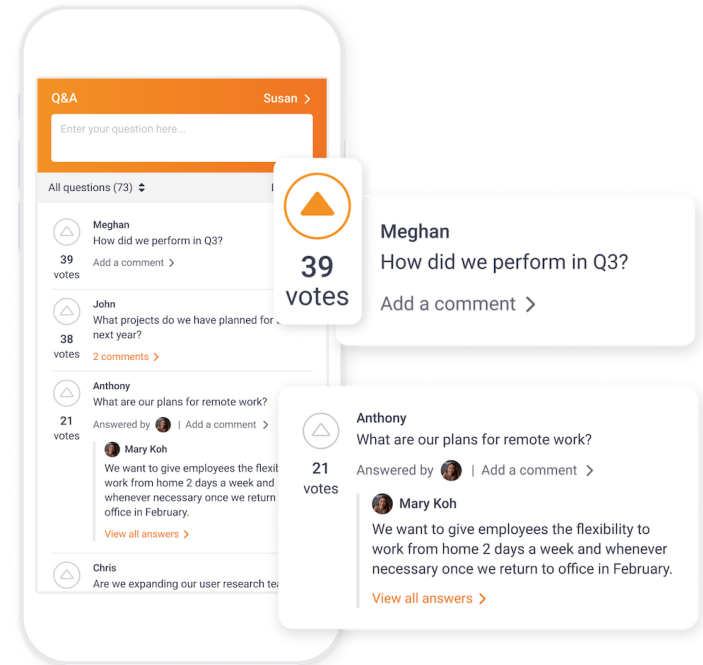 Q&A
Susan >
Enter your question here...
All questions (73)
Meghan
How did we perform in Q3?
39
votes
Add a comment >
John
What projects do we have planned for
next year?
38
votes
2 comments >
Anthony
What are our plans for remote work?
21
votes
Answered by | Add a comment >
Mary Koh
We want to give employees the
work from home 2 days a week and
whenever necessary once we return
office in February.
View all answers >
Chris
Are we expanding our user research
39
votes
Meghan
How did we perform in Q3?
Add a comment >
Anthony
What are our plans for remote work?
21
votes
Answered by | Add a comment >
Mary Koh
We want to give employees the flexibility to
work from home 2 days a week and whenever
necessary once we return to office in February.
View all answers >